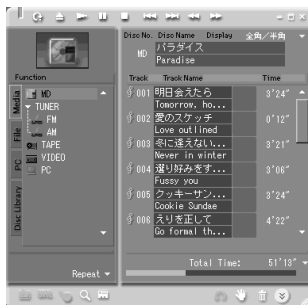 Disc No. Disc Name Display 全角/半角
MD パラダイス
Paradise
Function
Track Track Name Time
Media
File
PC
Disc Library
MD
TUNER
FM
AM
TAPE
VIDEO
PC
001 明日会えたら 3'24"
Tomorrow, ho...
002 愛のスケッチ 0'12"
Love outlined
003 冬に逢えない... 3'21"
Never in winter
004 選り好みをす... 3'06"
Fussy you
005 クッキーサン... 3'24"
Cookie Sundae
006 えりを正して 4'22"
Go formal th...
Total Time: 51'13"
Repeat